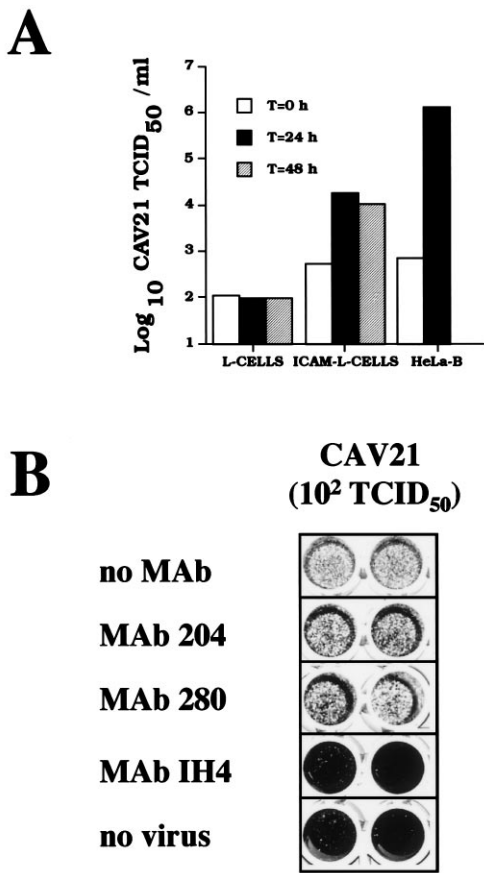 A
Log10 CAV21 TCID50 /ml
7
6
5
4
3
2
1
T=0 h
T=24 h
T=48 h
L-CELLS ICAM-L-CELLS HeLa-B
B
CAV21
(10² TCID50)
no MAb
MAb 204
MAb 280
MAb IH4
no virus